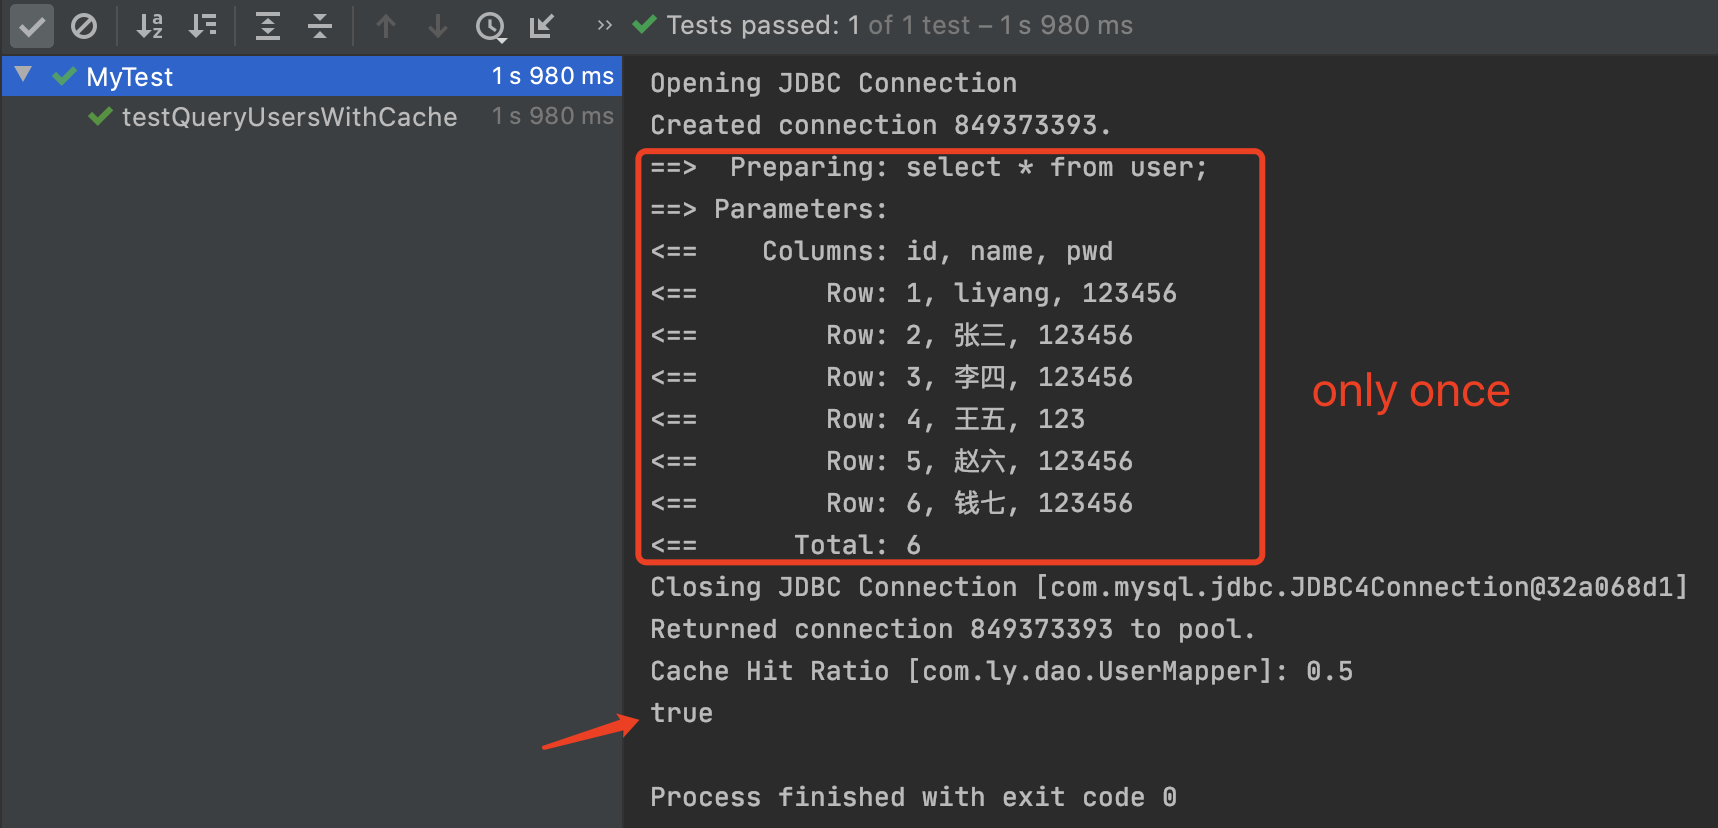 Tests passed: 1 of 1 test – 1 s 980 ms
MyTest 1 s 980 ms
testQueryUsersWithCache 1 s 980 ms
Opening JDBC Connection
Created connection 849373393.
==>  Preparing: select * from user;
==> Parameters:
<==    Columns: id, name, pwd
<==        Row: 1, liyang, 123456
<==        Row: 2, 张三, 123456
<==        Row: 3, 李四, 123456
<==        Row: 4, 王五, 123
<==        Row: 5, 赵六, 123456
<==        Row: 6, 钱七, 123456
<==      Total: 6
only once
Closing JDBC Connection [com.mysql.jdbc.JDBC4Connection@32a068d1]
Returned connection 849373393 to pool.
Cache Hit Ratio [com.ly.dao.UserMapper]: 0.5
true
Process finished with exit code 0